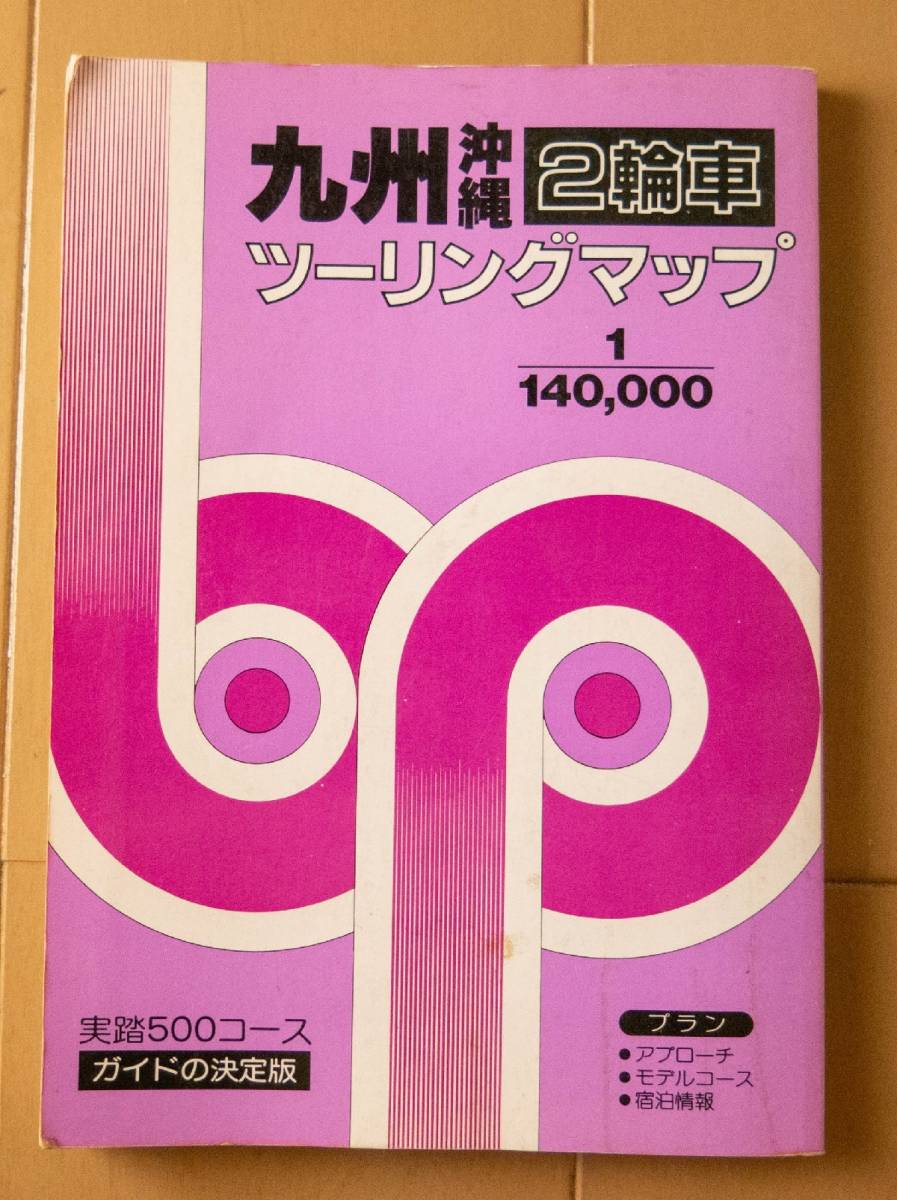 九州 沖縄 2輪車
ツーリングマップ
1
140,000
bp
実踏500コース
ガイドの決定版
プラン
●アプローチ
●モデルコース
●宿泊情報